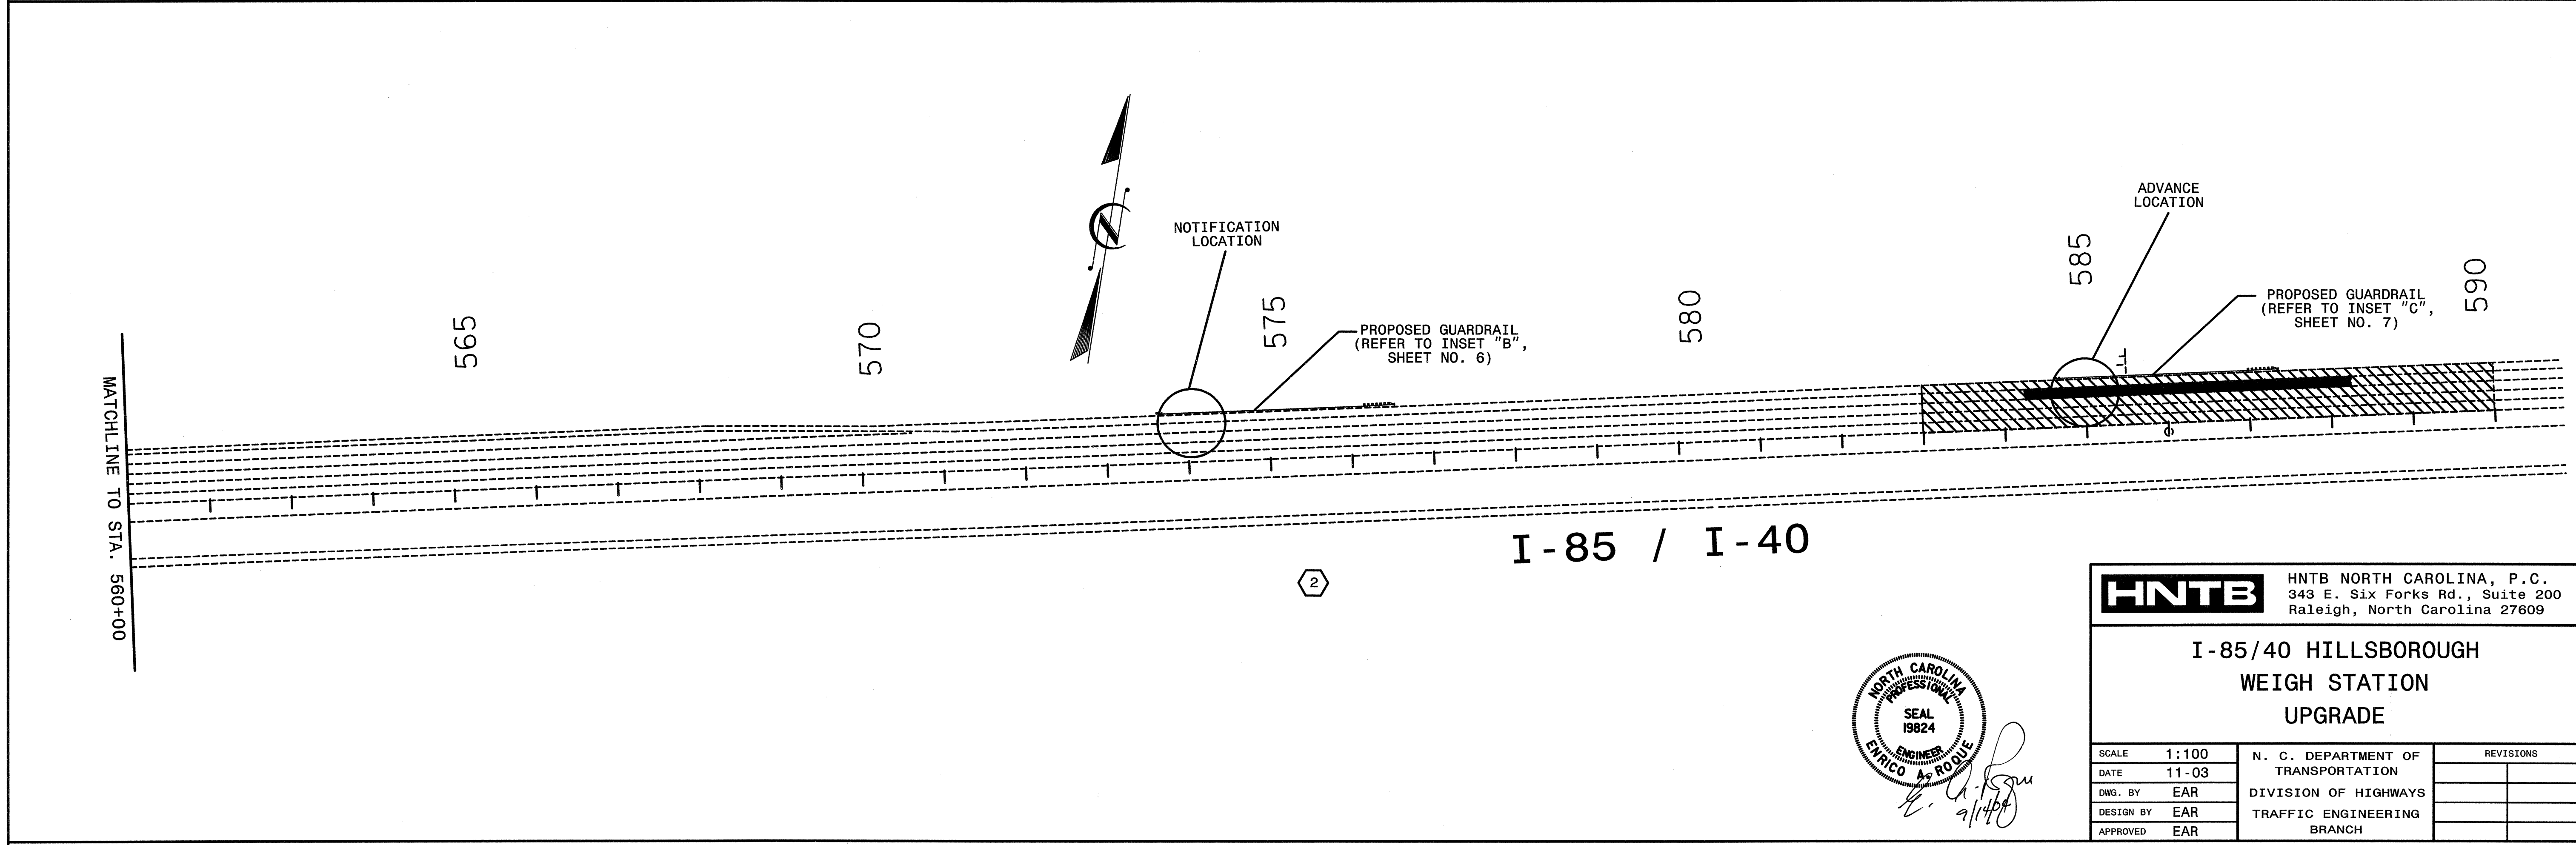 MATCHLINE TO STA. 560+00
565
570
575
580
585
590
NOTIFICATION
LOCATION
PROPOSED GUARDRAIL
(REFER TO INSET "B",
SHEET NO. 6)
ADVANCE
LOCATION
PROPOSED GUARDRAIL
(REFER TO INSET "C",
SHEET NO. 7)
I-85 / I-40
2
NORTH CAROLINA
PROFESSIONAL
SEAL
19824
ENGINEER
ENRICO A. ROQUE
9/14/04
HNTB
HNTB NORTH CAROLINA, P.C.
343 E. Six Forks Rd., Suite 200
Raleigh, North Carolina 27609
I-85/40 HILLSBOROUGH
WEIGH STATION
UPGRADE
SCALE 1:100
DATE 11-03
DWG. BY EAR
DESIGN BY EAR
APPROVED EAR
N. C. DEPARTMENT OF
TRANSPORTATION
DIVISION OF HIGHWAYS
TRAFFIC ENGINEERING
BRANCH
REVISIONS